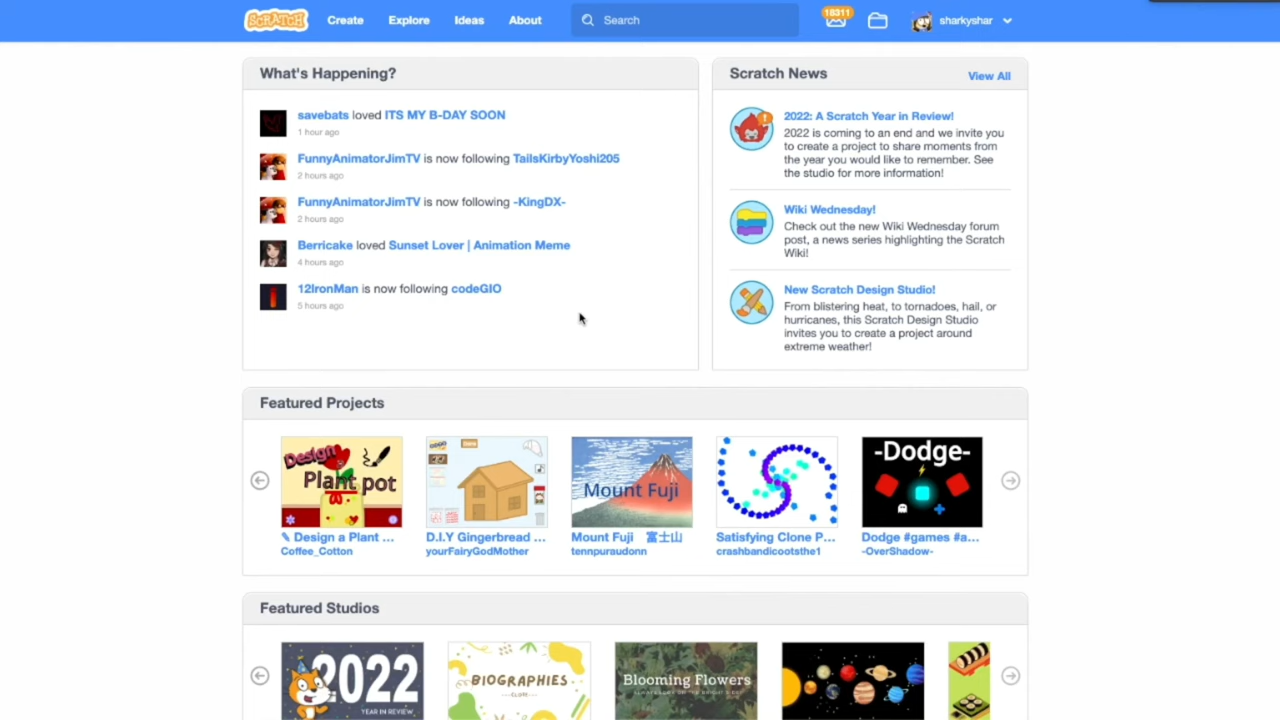 SCRATCH
Create
Explore
Ideas
About
Search
18311
sharkyshar
What's Happening?
savebats loved ITS MY B-DAY SOON
1 hour ago
FunnyAnimatorJimTV is now following TailsKirbyYoshi205
2 hours ago
FunnyAnimatorJimTV is now following -KingDX-
2 hours ago
Berricake loved Sunset Lover | Animation Meme
4 hours ago
12IronMan is now following codeGIO
5 hours ago
Scratch News
View All
2022: A Scratch Year in Review!
2022 is coming to an end and we invite you
to create a project to share moments from
the year you would like to remember. See
the studio for more information!
Wiki Wednesday!
Check out the new Wiki Wednesday forum
post, a news series highlighting the Scratch
Wiki!
New Scratch Design Studio!
From blistering heat, to tornadoes, hail, or
hurricanes, this Scratch Design Studio
invites you to create a project around
extreme weather!
Featured Projects
Design
Plant pot
Mount Fuji
-Dodge-
✎ Design a Plant ...
Coffee_Cotton
D.I.Y Gingerbread ...
yourFairyGodMother
Mount Fuji 富士山
tennpuraudonn
Satisfying Clone P...
crashbandicootsthe1
Dodge #games #a...
-OverShadow-
Featured Studios
2022
YEAR IN REVIEW
BIOGRAPHIES
Blooming Flowers